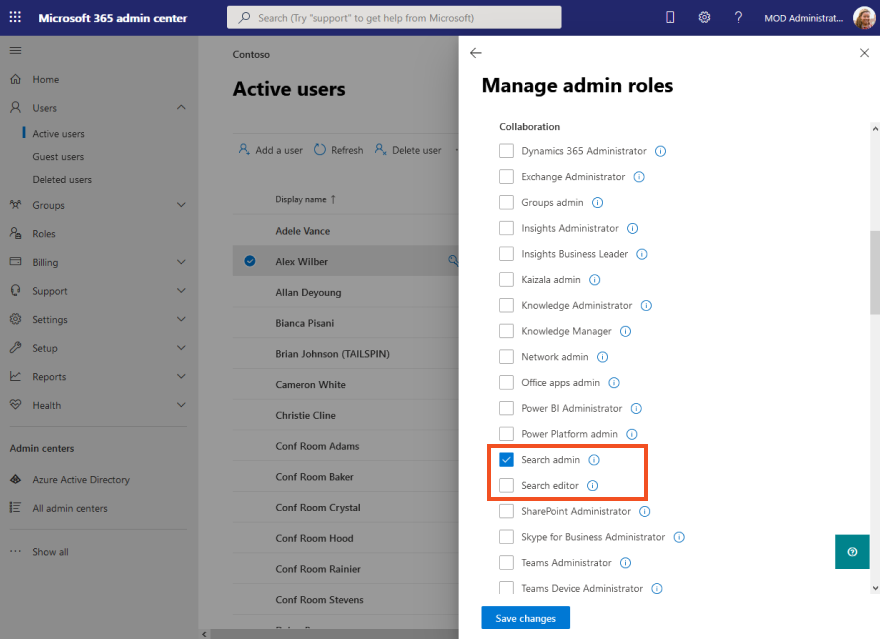 Microsoft 365 admin center
Search (Try "support" to get help from Microsoft)
?
MOD Administrat...
Home
Users
Active users
Guest users
Deleted users
Groups
Roles
Billing
Support
Settings
Setup
Reports
Health
Admin centers
Azure Active Directory
All admin centers
Show all
Contoso
Active users
Add a user
Refresh
Delete user
Display name ↑
Adele Vance
Alex Wilber
Allan Deyoung
Bianca Pisani
Brian Johnson (TAILSPIN)
Cameron White
Christie Cline
Conf Room Adams
Conf Room Baker
Conf Room Crystal
Conf Room Hood
Conf Room Rainier
Conf Room Stevens
Manage admin roles
Collaboration
Dynamics 365 Administrator
Exchange Administrator
Groups admin
Insights Administrator
Insights Business Leader
Kaizala admin
Knowledge Administrator
Knowledge Manager
Network admin
Office apps admin
Power BI Administrator
Power Platform admin
Search admin
Search editor
SharePoint Administrator
Skype for Business Administrator
Teams Administrator
Teams Device Administrator
Save changes